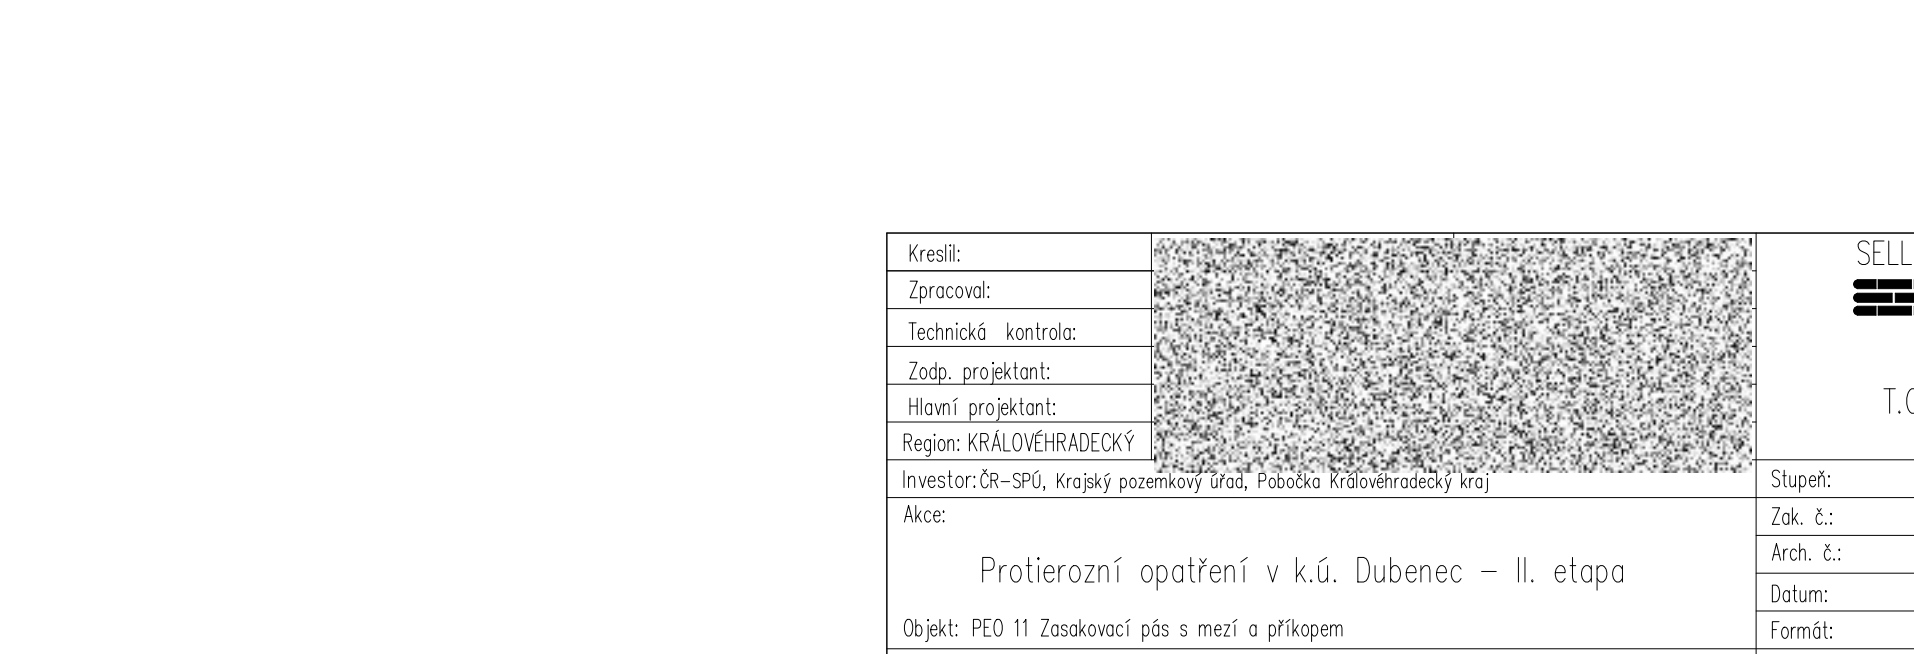 Kreslil:
Zpracoval:
Technická kontrola:
Zodp. projektant:
Hlavní projektant:
Region: KRÁLOVÉHRADECKÝ
Investor: ČR-SPÚ, Krajský pozemkový úřad, Pobočka Královéhradecký kraj
Akce:
Protierozní opatření v k.ú. Dubenec – II. etapa
Objekt: PEO 11 Zasakovací pás s mezí a příkopem
SELL
T.
Stupeň:
Zak. č.:
Arch. č.:
Datum:
Formát: